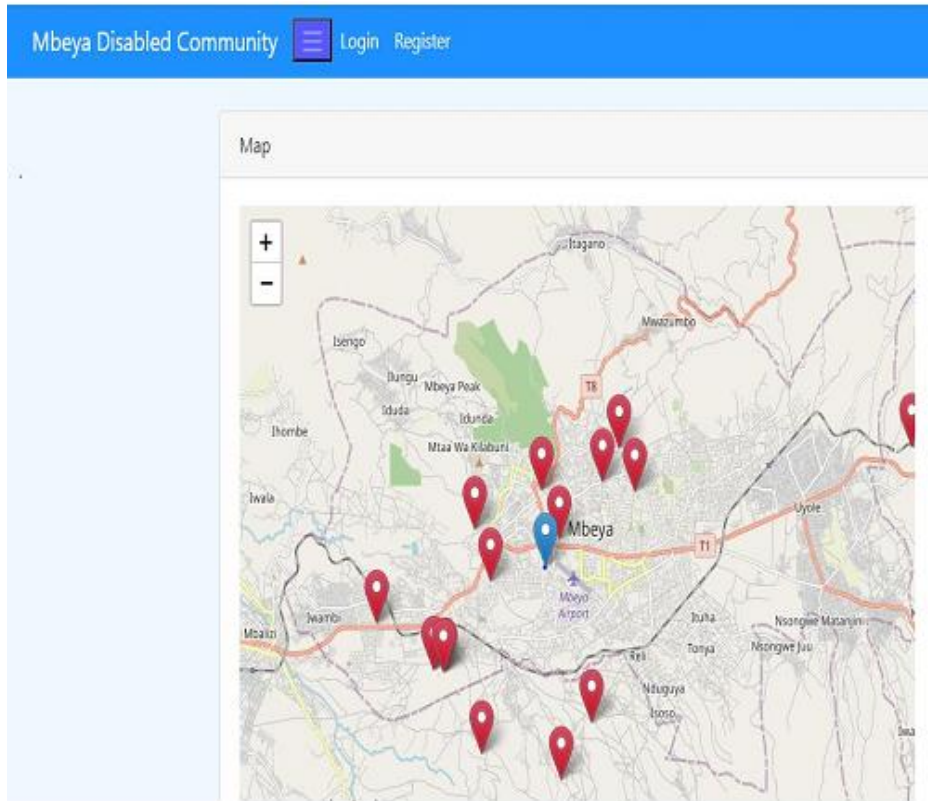 Mbeya Disabled Community Login Register
Map
+
−
Itagano
Mwazumbo
Isengo
Ilungu
Mbeya Peak
T8
Iduda
Idunda
Ihombe
Mtaa Wa Kilabuni
Iwala
Uyole
Mbeya
T1
Mbeya
Airport
Iwambi
Ituha
Nsongwe Matanjini
Mbalizi
Reli
Tonya
Nsongwe Juu
Nduguya
Isoso